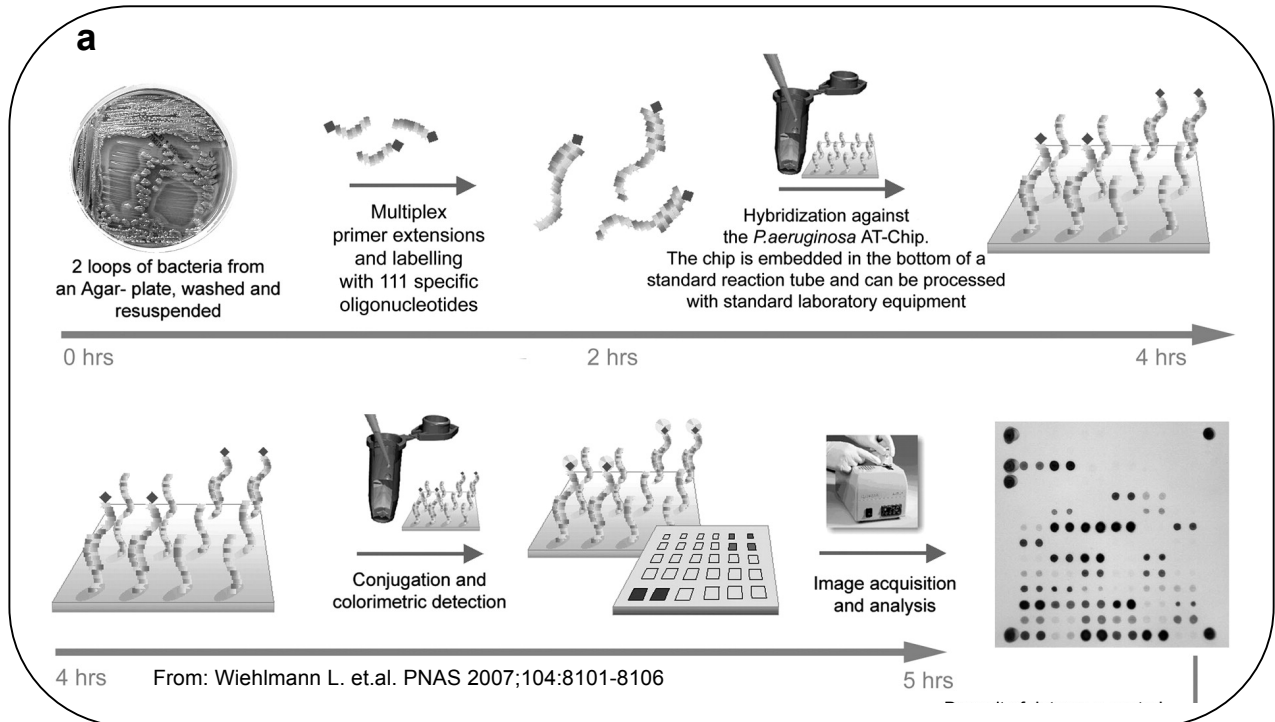 a
2 loops of bacteria from
an Agar- plate, washed and
resuspended
Multiplex
primer extensions
and labelling
with 111 specific
oligonucleotides
Hybridization against
the P.aeruginosa AT-Chip.
The chip is embedded in the bottom of a
standard reaction tube and can be processed
with standard laboratory equipment
0 hrs
2 hrs
4 hrs
Conjugation and
colorimetric detection
Image acquisition
and analysis
4 hrs
From: Wiehlmann L. et.al. PNAS 2007;104:8101-8106
5 hrs